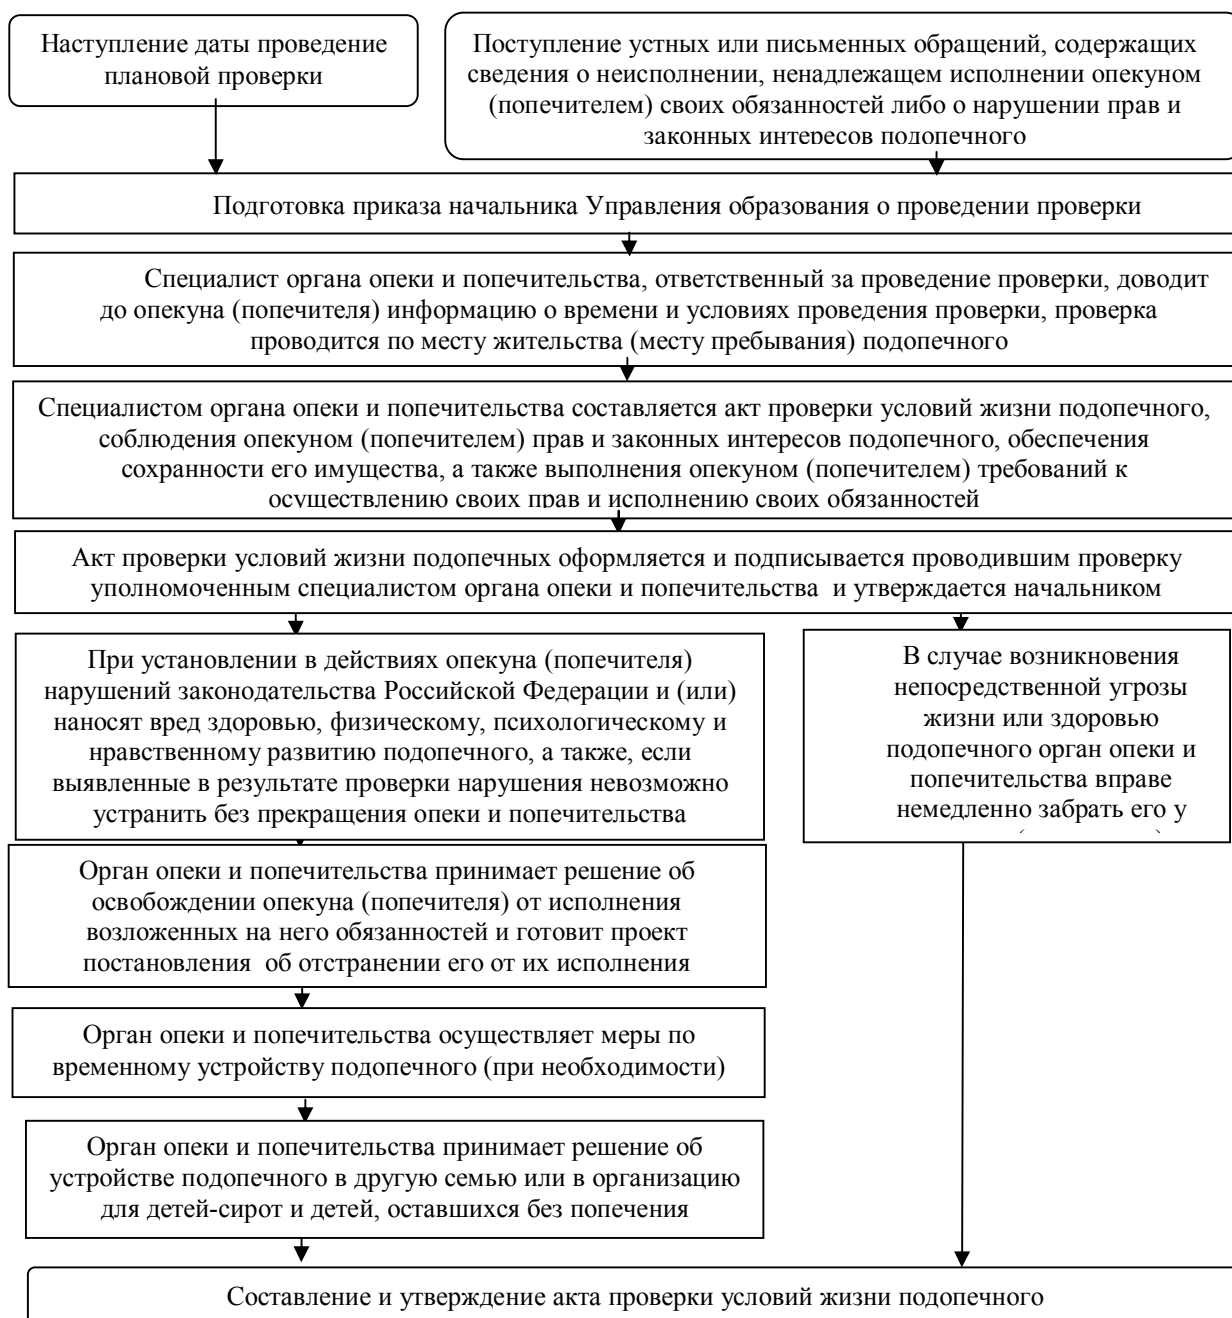 Наступление даты проведение
плановой проверки
Поступление устных или письменных обращений, содержащих
сведения о неисполнении, ненадлежащем исполнении опекуном
(попечителем) своих обязанностей либо о нарушении прав и
законных интересов подопечного
Подготовка приказа начальника Управления образования о проведении проверки
Специалист органа опеки и попечительства, ответственный за проведение проверки, доводит
до опекуна (попечителя) информацию о времени и условиях проведения проверки, проверка
проводится по месту жительства (месту пребывания) подопечного
Специалистом органа опеки и попечительства составляется акт проверки условий жизни подопечного,
соблюдения опекуном (попечителем) прав и законных интересов подопечного, обеспечения
сохранности его имущества, а также выполнения опекуном (попечителем) требований к
осуществлению своих прав и исполнению своих обязанностей
Акт проверки условий жизни подопечных оформляется и подписывается проводившим проверку
уполномоченным специалистом органа опеки и попечительства и утверждается начальником
При установлении в действиях опекуна (попечителя)
нарушений законодательства Российской Федерации и (или)
наносят вред здоровью, физическому, психологическому и
нравственному развитию подопечного, а также, если
выявленные в результате проверки нарушения невозможно
устранить без прекращения опеки и попечительства
В случае возникновения
непосредственной угрозы
жизни или здоровью
подопечного орган опеки и
попечительства вправе
немедленно забрать его у
Орган опеки и попечительства принимает решение об
освобождении опекуна (попечителя) от исполнения
возложенных на него обязанностей и готовит проект
постановления об отстранении его от их исполнения
Орган опеки и попечительства осуществляет меры по
временному устройству подопечного (при необходимости)
Орган опеки и попечительства принимает решение об
устройстве подопечного в другую семью или в организацию
для детей-сирот и детей, оставшихся без попечения
Составление и утверждение акта проверки условий жизни подопечного